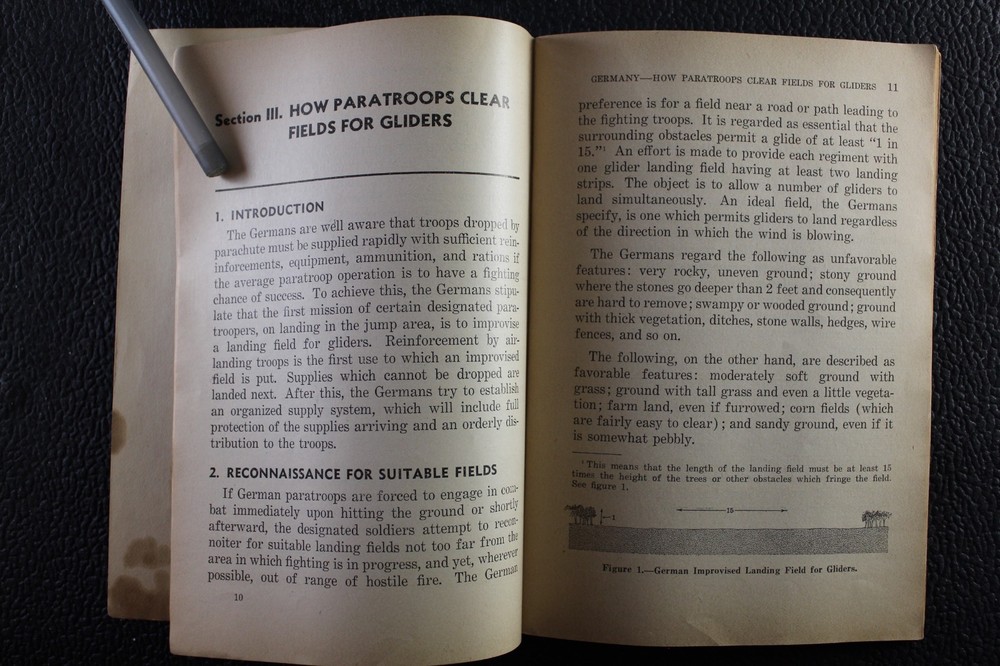 Section III. HOW PARATROOPS CLEAR
FIELDS FOR GLIDERS
1. INTRODUCTION
The Germans are well aware that troops dropped by
parachute must be supplied rapidly with sufficient rein-
inforcements, equipment, ammunition, and rations if
the average paratroop operation is to have a fighting
chance of success. To achieve this, the Germans stipu-
late that the first mission of certain designated para-
troopers, on landing in the jump area, is to improvise
a landing field for gliders. Reinforcement by air-
landing troops is the first use to which an improvised
field is put. Supplies which cannot be dropped are
landed next. After this, the Germans try to establish
an organized supply system, which will include full
protection of the supplies arriving and an orderly dis-
tribution to the troops.
2. RECONNAISSANCE FOR SUITABLE FIELDS
If German paratroops are forced to engage in com-
bat immediately upon hitting the ground or shortly
afterward, the designated soldiers attempt to recon-
noiter for suitable landing fields not too far from the
area in which fighting is in progress, and yet, wherever
possible, out of range of hostile fire. The German
10
GERMANY—HOW PARATROOPS CLEAR FIELDS FOR GLIDERS 11
preference is for a field near a road or path leading to
the fighting troops. It is regarded as essential that the
surrounding obstacles permit a glide of at least "1 in
15."¹ An effort is made to provide each regiment with
one glider landing field having at least two landing
strips. The object is to allow a number of gliders to
land simultaneously. An ideal field, the Germans
specify, is one which permits gliders to land regardless
of the direction in which the wind is blowing.
The Germans regard the following as unfavorable
features: very rocky, uneven ground; stony ground
where the stones go deeper than 2 feet and consequently
are hard to remove; swampy or wooded ground; ground
with thick vegetation, ditches, stone walls, hedges, wire
fences, and so on.
The following, on the other hand, are described as
favorable features: moderately soft ground with
grass; ground with tall grass and even a little vegeta-
tion; farm land, even if furrowed; corn fields (which
are fairly easy to clear); and sandy ground, even if it
is somewhat pebbly.
¹ This means that the length of the landing field must be at least 15
times the height of the trees or other obstacles which fringe the field.
See figure 1.
1
15
Figure 1.—German Improvised Landing Field for Gliders.